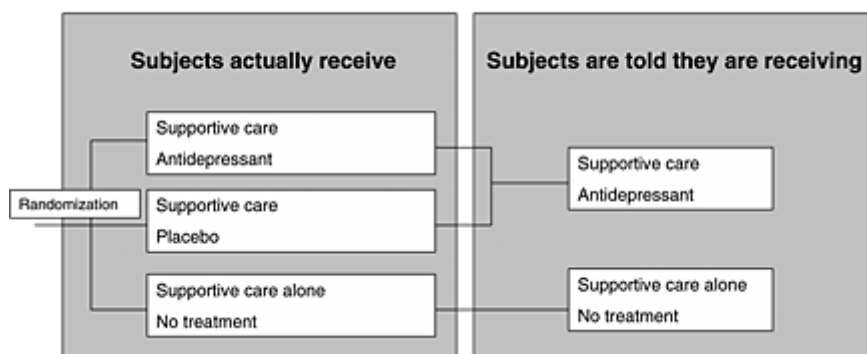 Subjects actually receive
Subjects are told they are receiving
Supportive care
Antidepressant
Randomization
Supportive care
Placebo
Supportive care alone
No treatment
Supportive care
Antidepressant
Supportive care alone
No treatment